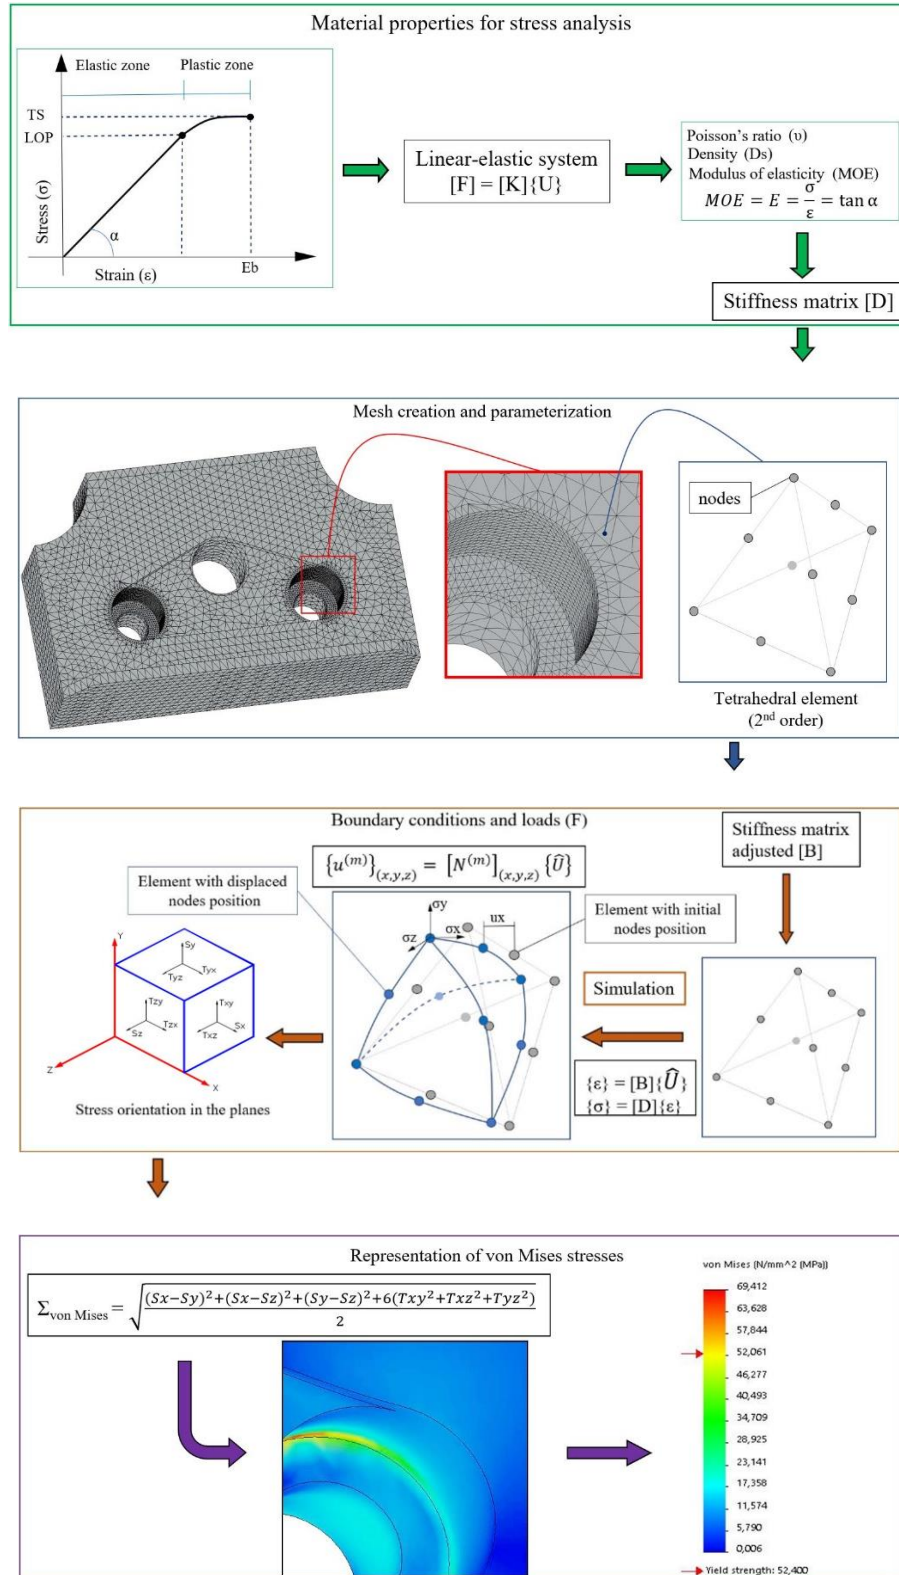 Material properties for stress analysis
Elastic zone Plastic zone
TS
LOP
Stress (σ)
α
Strain (ε)
Eb
Linear-elastic system
[F] = [K]{U}
Poisson's ratio (υ)
Density (Ds)
Modulus of elasticity (MOE)
MOE = E = σ/ε = tan α
Stiffness matrix [D]
Mesh creation and parameterization
nodes
Tetrahedral element
(2nd order)
Boundary conditions and loads (F)
Stiffness matrix
adjusted [B]
{u^(m)}_(x,y,z) = [N^(m)]_(x,y,z) {Û}
Element with displaced
nodes position
Element with initial
nodes position
σy
σx
σz
ux
Simulation
{ε} = [B]{Û}
{σ} = [D]{ε}
Y
Sy
Tyz
Tyx
Tzy
Tzx
Sz
Txy
Sx
Txz
Z
X
Stress orientation in the planes
Representation of von Mises stresses
Σvon Mises = √((Sx−Sy)²+(Sx−Sz)²+(Sy−Sz)²+6(Txy²+Txz²+Tyz²)/2)
von Mises (N/mm^2 (MPa))
69,412
63,628
57,844
52,061
46,277
40,493
34,709
28,925
23,141
17,358
11,574
5,790
0,006
Yield strength: 52,400